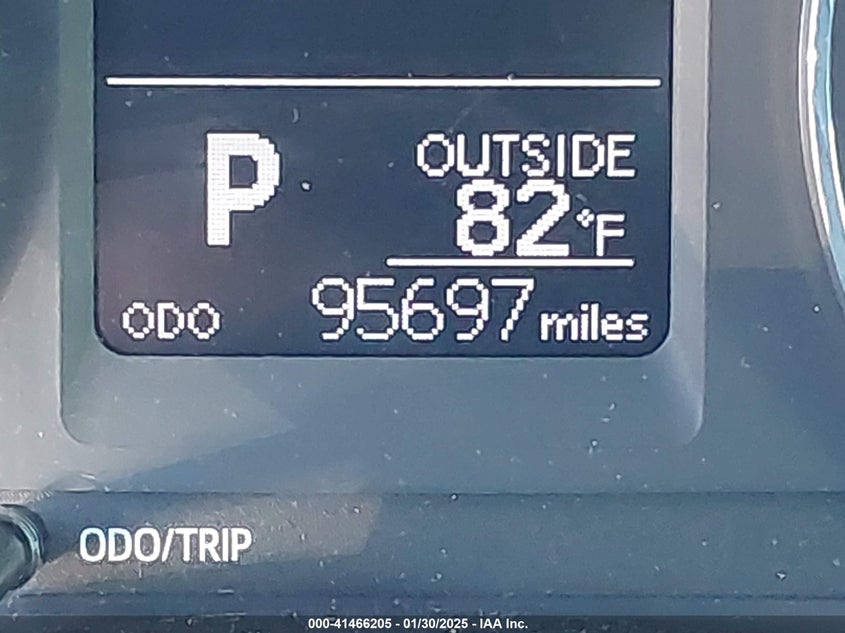 P
OUTSIDE
82°F
ODO 95697 miles
ODO/TRIP
000-41466205 - 01/30/2025 - IAA Inc.